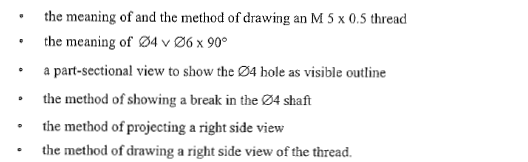 • the meaning of and the method of drawing an M 5 x 0.5 thread
• the meaning of Ø4 v Ø6 x 90°
• a part-sectional view to show the Ø4 hole as visible outline
• the method of showing a break in the Ø4 shaft
• the method of projecting a right side view
• the method of drawing a right side view of the thread.